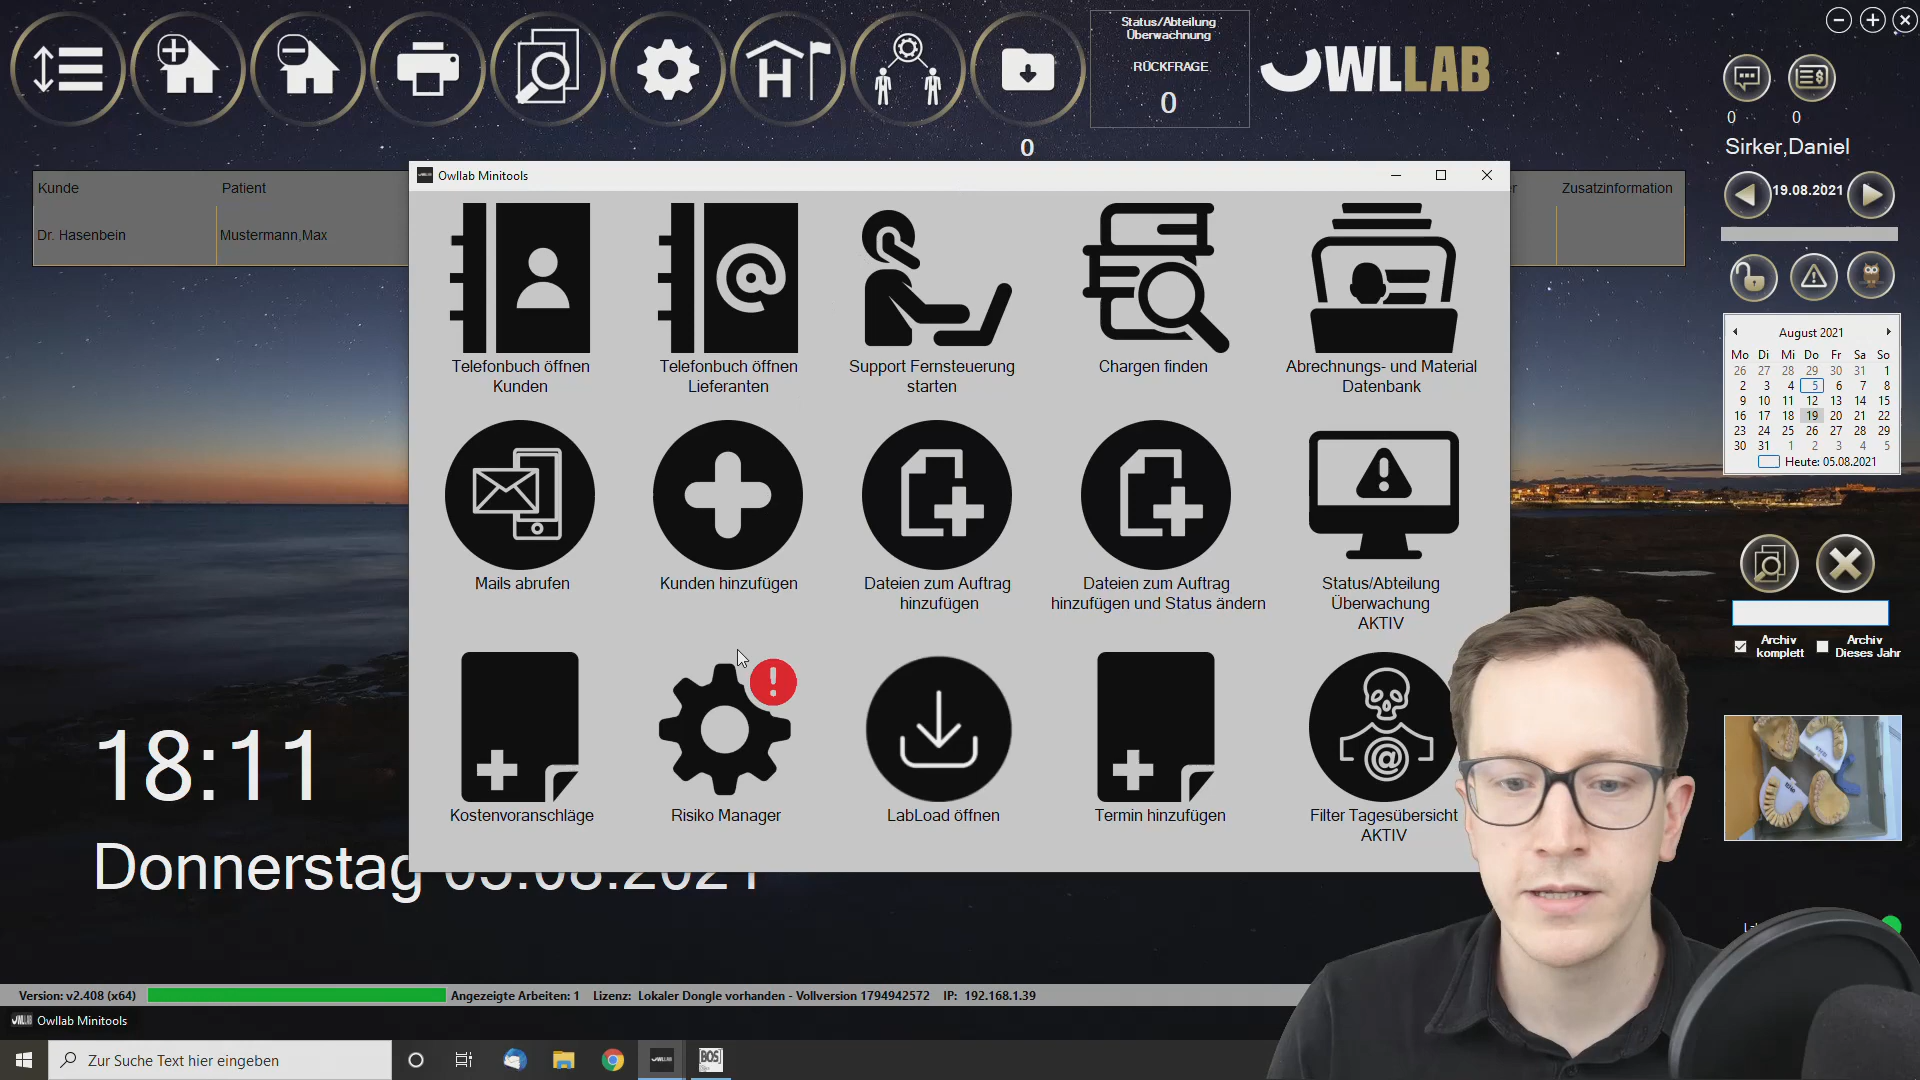 Status/Abteilung
Überwachnung
RÜCKFRAGE
0
OWLLAB
0
0
0
Sirker,Daniel
19.08.2021
Kunde
Patient
Zusatzinformation
Dr. Hasenbein
Mustermann,Max
Owllab Minitools
Telefonbuch öffnen
Kunden
Telefonbuch öffnen
Lieferanten
Support Fernsteuerung
starten
Chargen finden
Abrechnungs- und Material
Datenbank
Mails abrufen
Kunden hinzufügen
Dateien zum Auftrag
hinzufügen
Dateien zum Auftrag
hinzufügen und Status ändern
Status/Abteilung
Überwachung
AKTIV
Kostenvoranschläge
Risiko Manager
LabLoad öffnen
Termin hinzufügen
Filter Tagesübersicht
AKTIV
August 2021
Mo Di Mi Do Fr Sa So
26 27 28 29 30 31 1
2 3 4 5 6 7 8
9 10 11 12 13 14 15
16 17 18 19 20 21 22
23 24 25 26 27 28 29
30 31 1 2 3 4 5
Heute: 05.08.2021
Archiv
komplett
Archiv
Dieses Jahr
18:11
Donnerstag 05.08.2021
Version: v2.408 (x64)
Angezeigte Arbeiten: 1
Lizenz: Lokaler Dongle vorhanden - Vollversion 1794942572
IP: 192.168.1.39
Owllab Minitools
Zur Suche Text hier eingeben
BOS